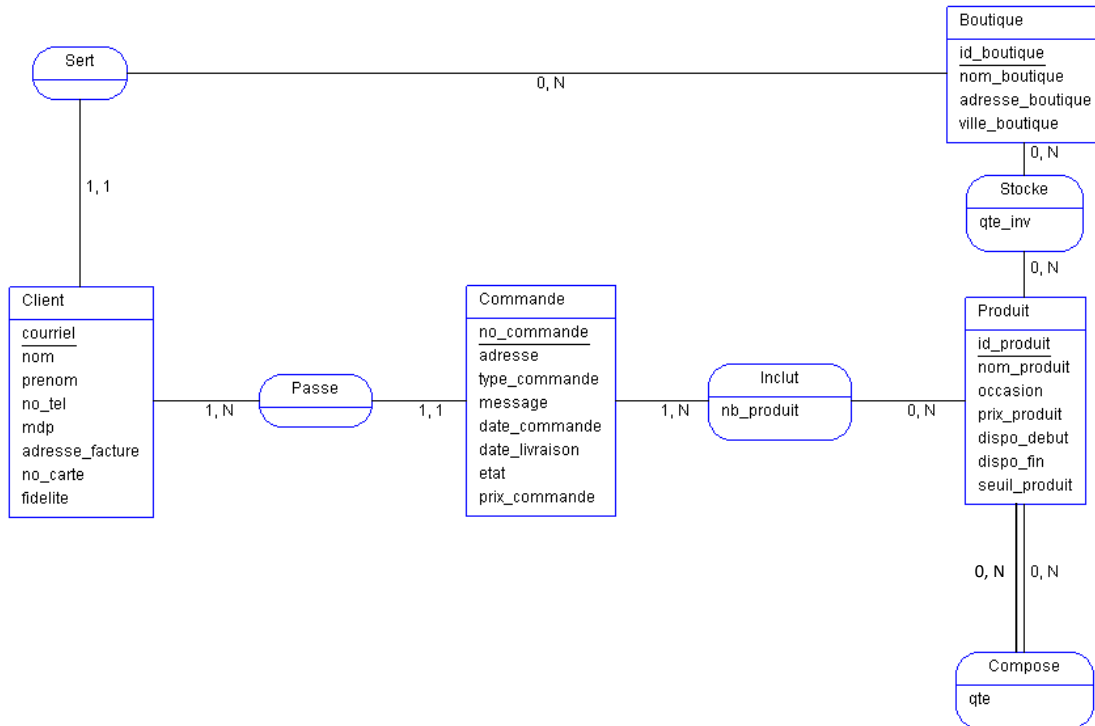 Boutique
id_boutique
nom_boutique
adresse_boutique
ville_boutique
Sert
0, N
0, N
1, 1
Stocke
qte_inv
0, N
Client
courriel
nom
prenom
no_tel
mdp
adresse_facture
no_carte
fidelite
Passe
1, N
1, 1
Commande
no_commande
adresse
type_commande
message
date_commande
date_livraison
etat
prix_commande
Inclut
nb_produit
1, N
0, N
Produit
id_produit
nom_produit
occasion
prix_produit
dispo_debut
dispo_fin
seuil_produit
0, N
0, N
Compose
qte